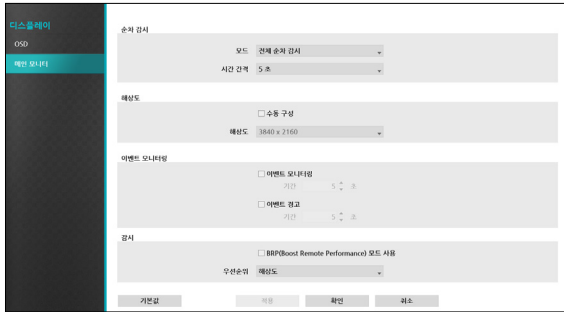 디스플레이
OSD
메인 모니터
순차 감시
모드 전체 순차 감시
시간 간격 5 초
해상도
수동 구성
해상도 3840 x 2160
이벤트 모니터링
이벤트 모니터링
기간 5 초
이벤트 경고
기간 5 초
감시
BRP(Boost Remote Performance) 모드 사용
우선순위 해상도
기본값 적용 확인 취소